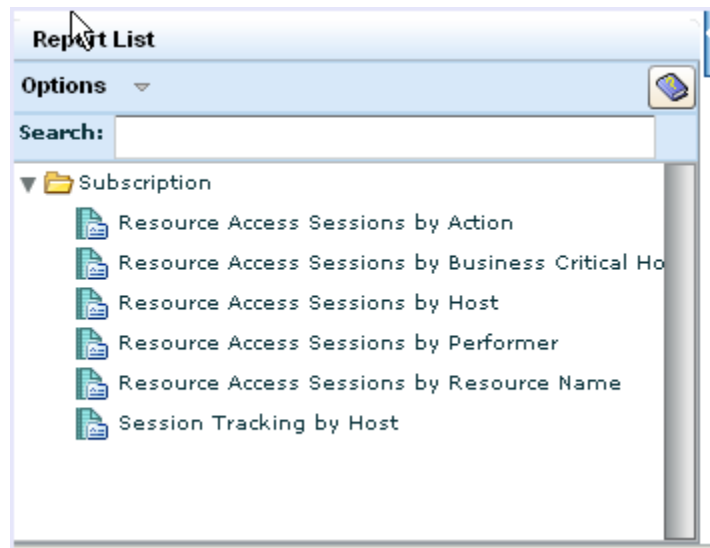 Report List
Options
Search:
Subscription
Resource Access Sessions by Action
Resource Access Sessions by Business Critical Ho
Resource Access Sessions by Host
Resource Access Sessions by Performer
Resource Access Sessions by Resource Name
Session Tracking by Host